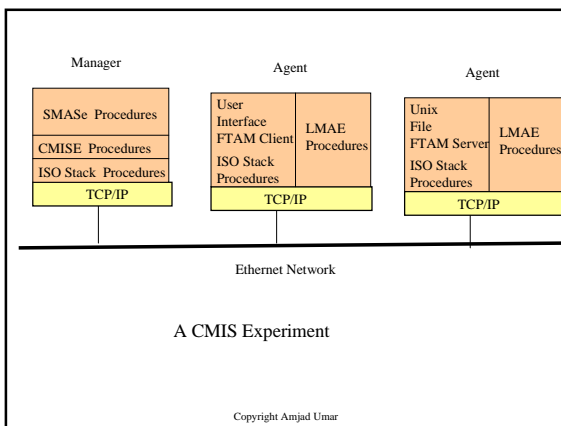 Manager
Agent
Agent
SMASe Procedures
CMISE Procedures
ISO Stack Procedures
TCP/IP
User
Interface
FTAM Client
ISO Stack
Procedures
LMAE
Procedures
TCP/IP
Unix
File
FTAM Server
ISO Stack
Procedures
LMAE
Procedures
TCP/IP
Ethernet Network
A CMIS Experiment
Copyright Amjad Umar